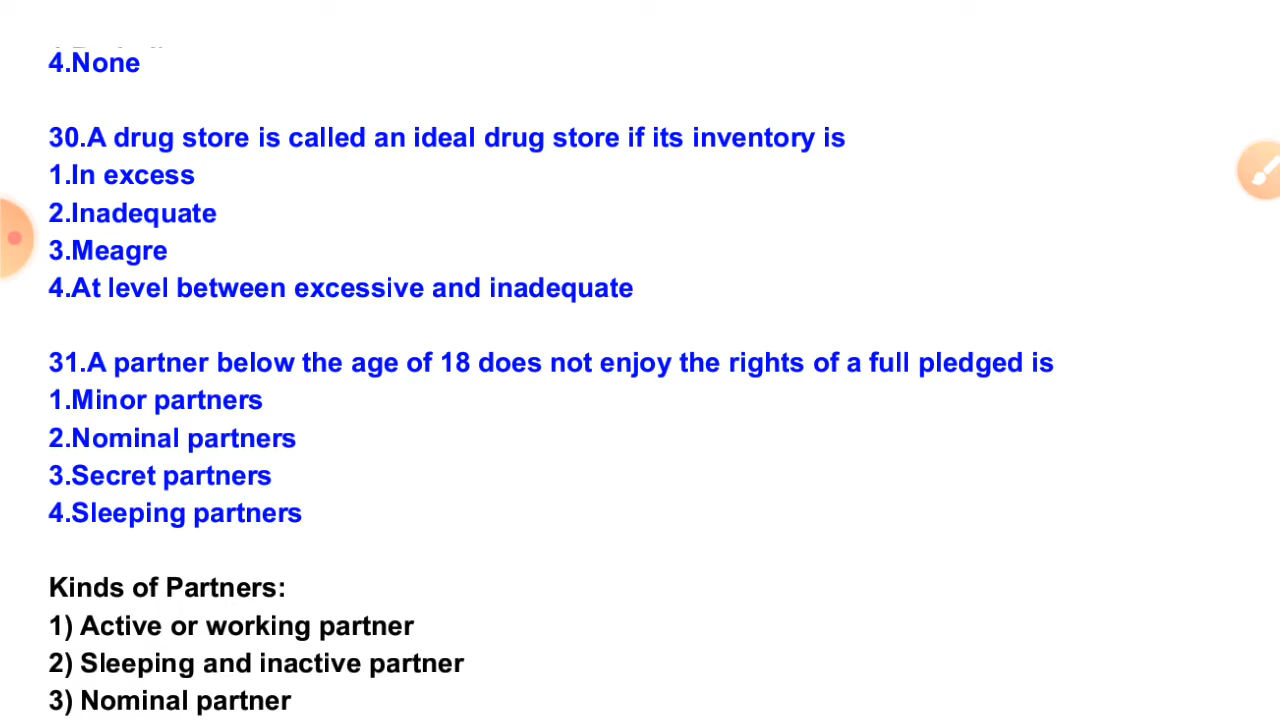 4.None
30.A drug store is called an ideal drug store if its inventory is
1.In excess
2.Inadequate
3.Meagre
4.At level between excessive and inadequate
31.A partner below the age of 18 does not enjoy the rights of a full pledged is
1.Minor partners
2.Nominal partners
3.Secret partners
4.Sleeping partners
Kinds of Partners:
1) Active or working partner
2) Sleeping and inactive partner
3) Nominal partner